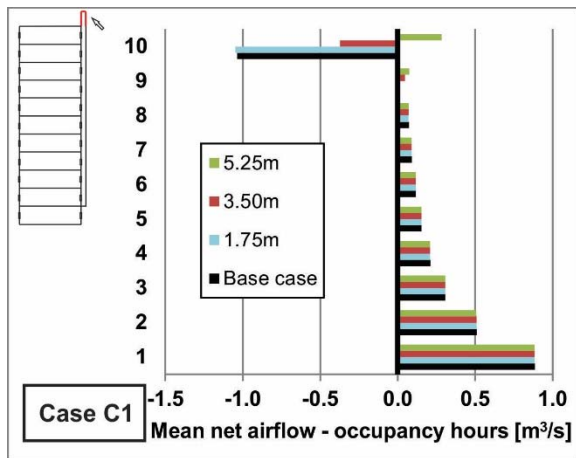 10
9
8
7
6
5
4
3
2
1
5.25m
3.50m
1.75m
Base case
Case C1
-1.5 -1.0 -0.5 0.0 0.5 1.0
Mean net airflow - occupancy hours [m³/s]